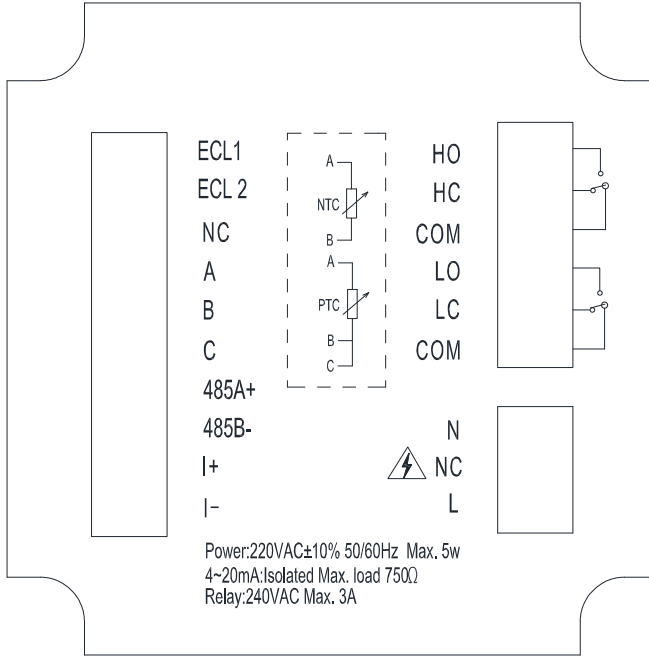 ECL1
ECL 2
NC
A
B
C
485A+
485B-
I+
I-
A
NTC
B
A
PTC
B
C
HO
HC
COM
LO
LC
COM
N
NC
L
Power:220VAC±10% 50/60Hz Max. 5w
4~20mA:Isolated Max. load 750Ω
Relay:240VAC Max. 3A